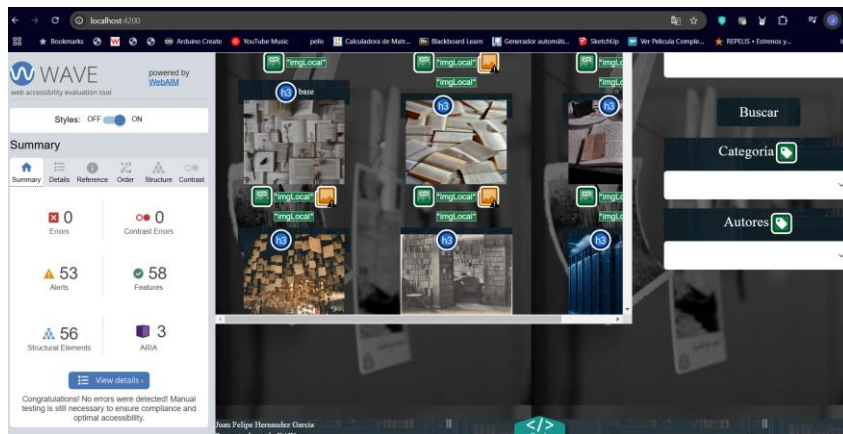 localhost:4200
Bookmarks
Arduino Create
YouTube Music
pelis
Calculadora de Matr...
Blackboard Learn
Generador automáti...
SketchUp
Ver Pelicula Comple...
REPELIS • Estrenos y...
WAVE
web accessibility evaluation tool
powered by
WebAIM
Styles: OFF ON
Summary
Summary Details Reference Order Structure Contrast
0
Errors
0
Contrast Errors
53
Alerts
58
Features
56
Structural Elements
3
ARIA
View details ›
Congratulations! No errors were detected! Manual
testing is still necessary to ensure compliance and
optimal accessibility.
*imgLocal* *imgLocal*
*imgLocal*
h3 base h3 h3
*imgLocal* *imgLocal*
*imgLocal* *imgLocal*
h3 h3 h3
Buscar
Categoría
Autores
Juan Felipe Hernandez Garcia
</>